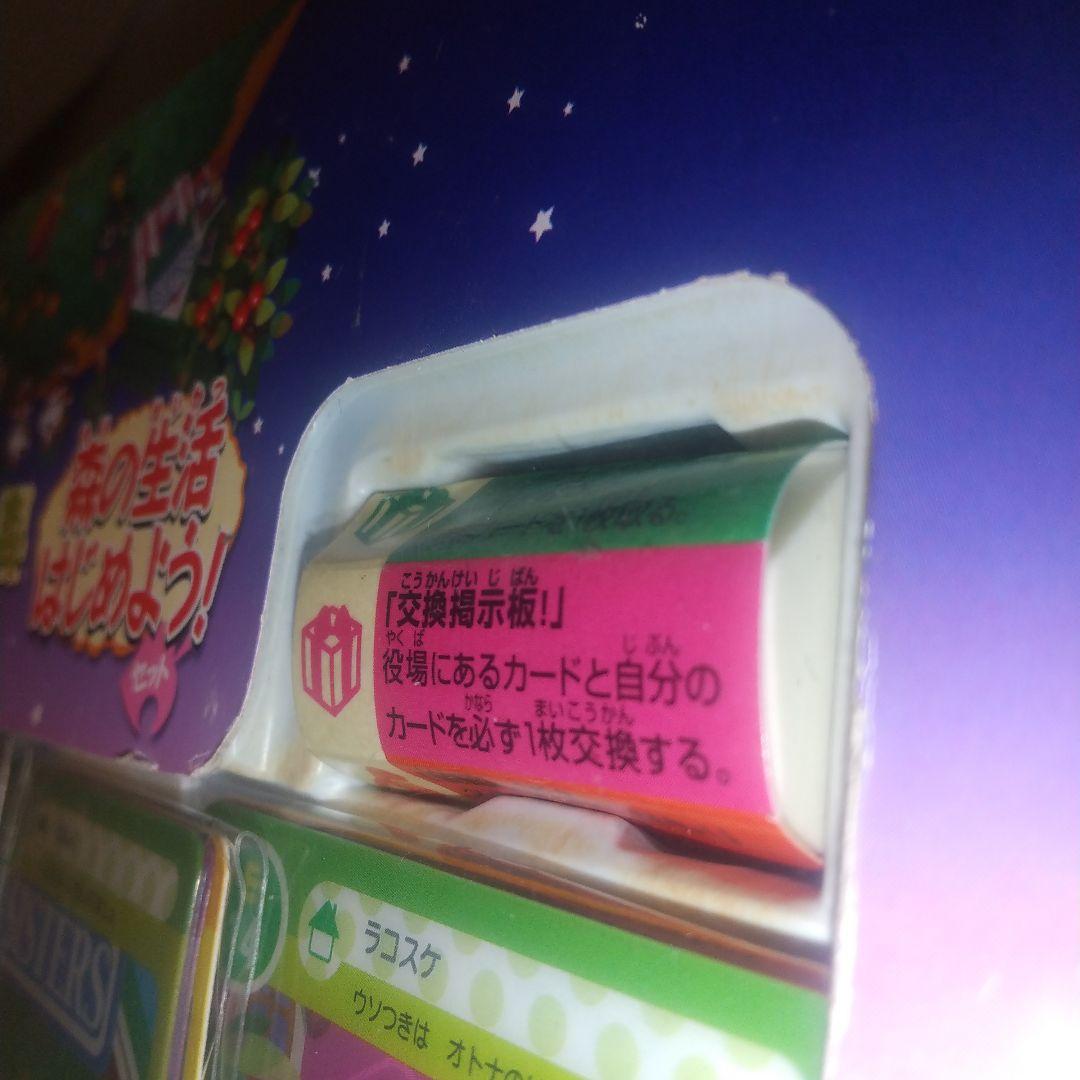 森の生活
はじめよう!
セット
「交換掲示板!」
役場にあるカードと自分の
カードを必ず1枚交換する。
ラコスケ
ウソつきは オトナの